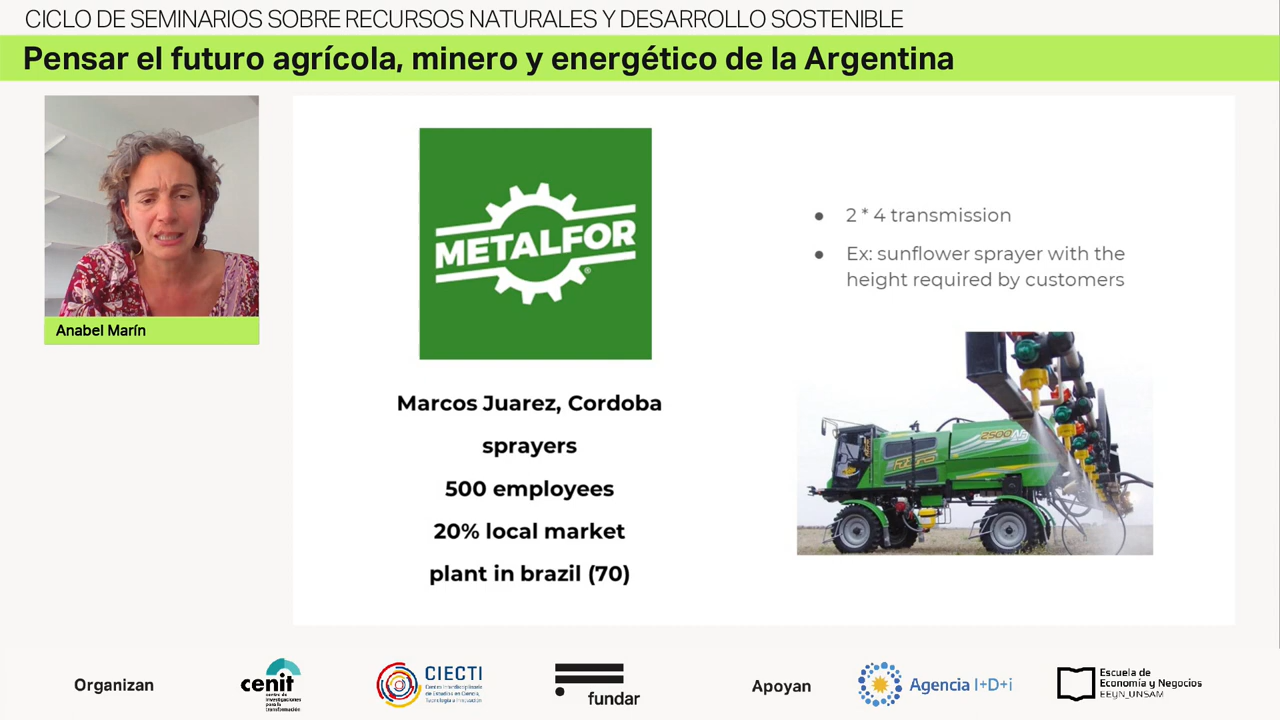 CICLO DE SEMINARIOS SOBRE RECURSOS NATURALES Y DESARROLLO SOSTENIBLE
Pensar el futuro agrícola, minero y energético de la Argentina
Anabel Marín
METALFOR
®
Marcos Juarez, Cordoba
sprayers
500 employees
20% local market
plant in brazil (70)
● 2 * 4 transmission
● Ex: sunflower sprayer with the
height required by customers
2500
Organizan
cenit
centro de
investigaciones
para la
transformación
CIECTI
Centro Interdisciplinario
de Estudios en Ciencia,
Tecnología e Innovación
fundar
Apoyan
Agencia I+D+i
Escuela de
Economía y Negocios
EEYN_UNSAM